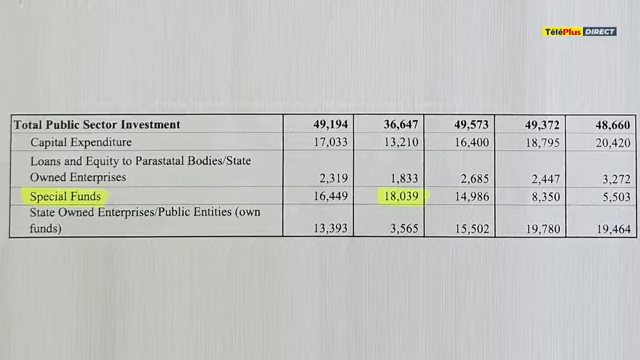 TéléPlus DIRECT
Total Public Sector Investment 49,194 36,647 49,573 49,372 48,660
Capital Expenditure 17,033 13,210 16,400 18,795 20,420
Loans and Equity to Parastatal Bodies/State
Owned Enterprises 2,319 1,833 2,685 2,447 3,272
Special Funds 16,449 18,039 14,986 8,350 5,503
State Owned Enterprises/Public Entities (own
funds) 13,393 3,565 15,502 19,780 19,464